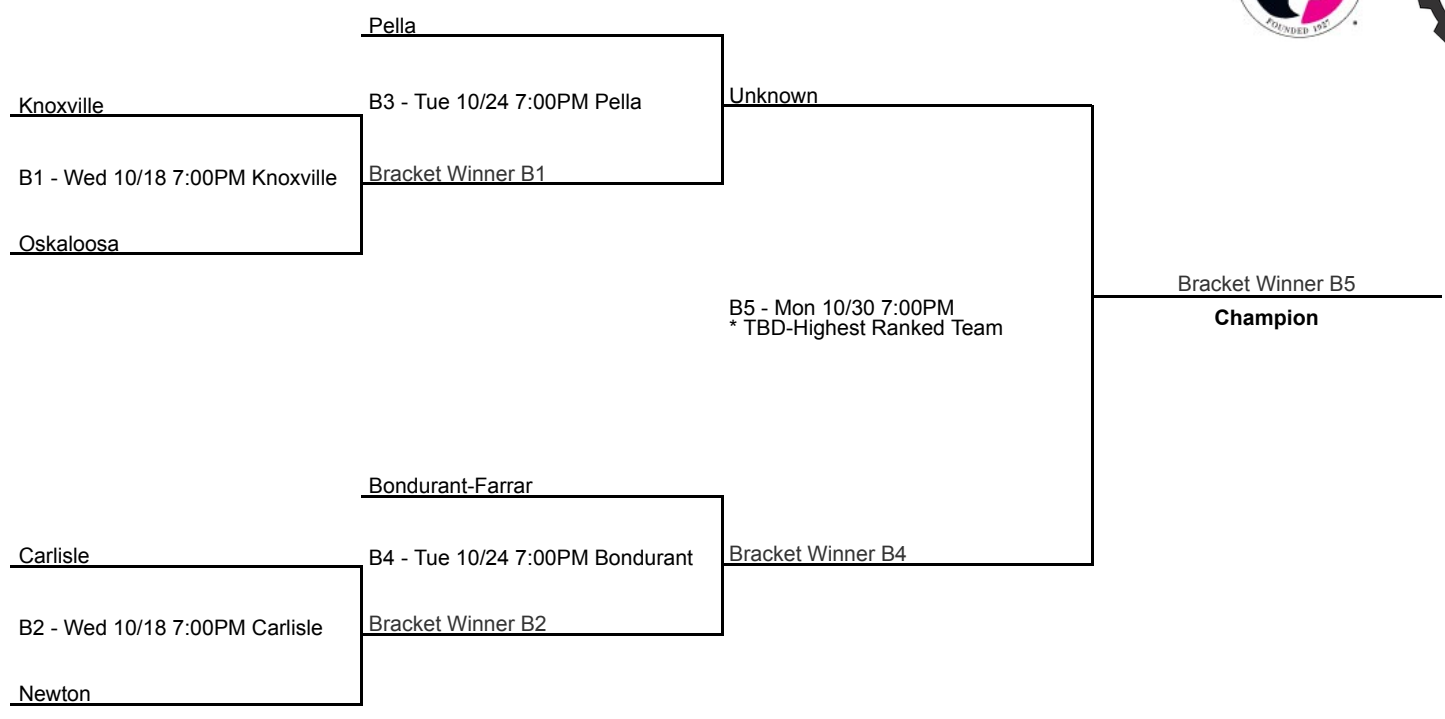 FOUNDED 1927
Pella
Knoxville
B3 - Tue 10/24 7:00PM Pella
Unknown
B1 - Wed 10/18 7:00PM Knoxville
Bracket Winner B1
Oskaloosa
Bracket Winner B5
Champion
B5 - Mon 10/30 7:00PM
* TBD-Highest Ranked Team
Bondurant-Farrar
Carlisle
B4 - Tue 10/24 7:00PM Bondurant
Bracket Winner B4
B2 - Wed 10/18 7:00PM Carlisle
Bracket Winner B2
Newton